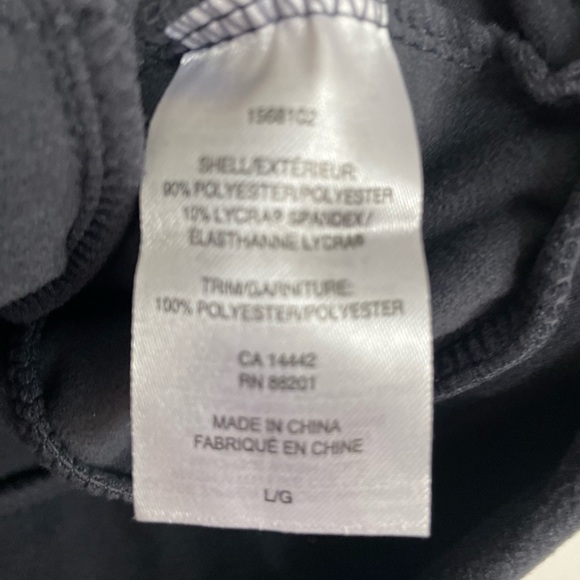 1568102
SHELL/EXTÉRIEUR:
90% POLYESTER/POLYESTER
10% LYCRA® SPANDEX/
ÉLASTHANNE LYCRA®
TRIM/GARNITURE:
100% POLYESTER/POLYESTER
CA 14442
RN 88201
MADE IN CHINA
FABRIQUÉ EN CHINE
L/G